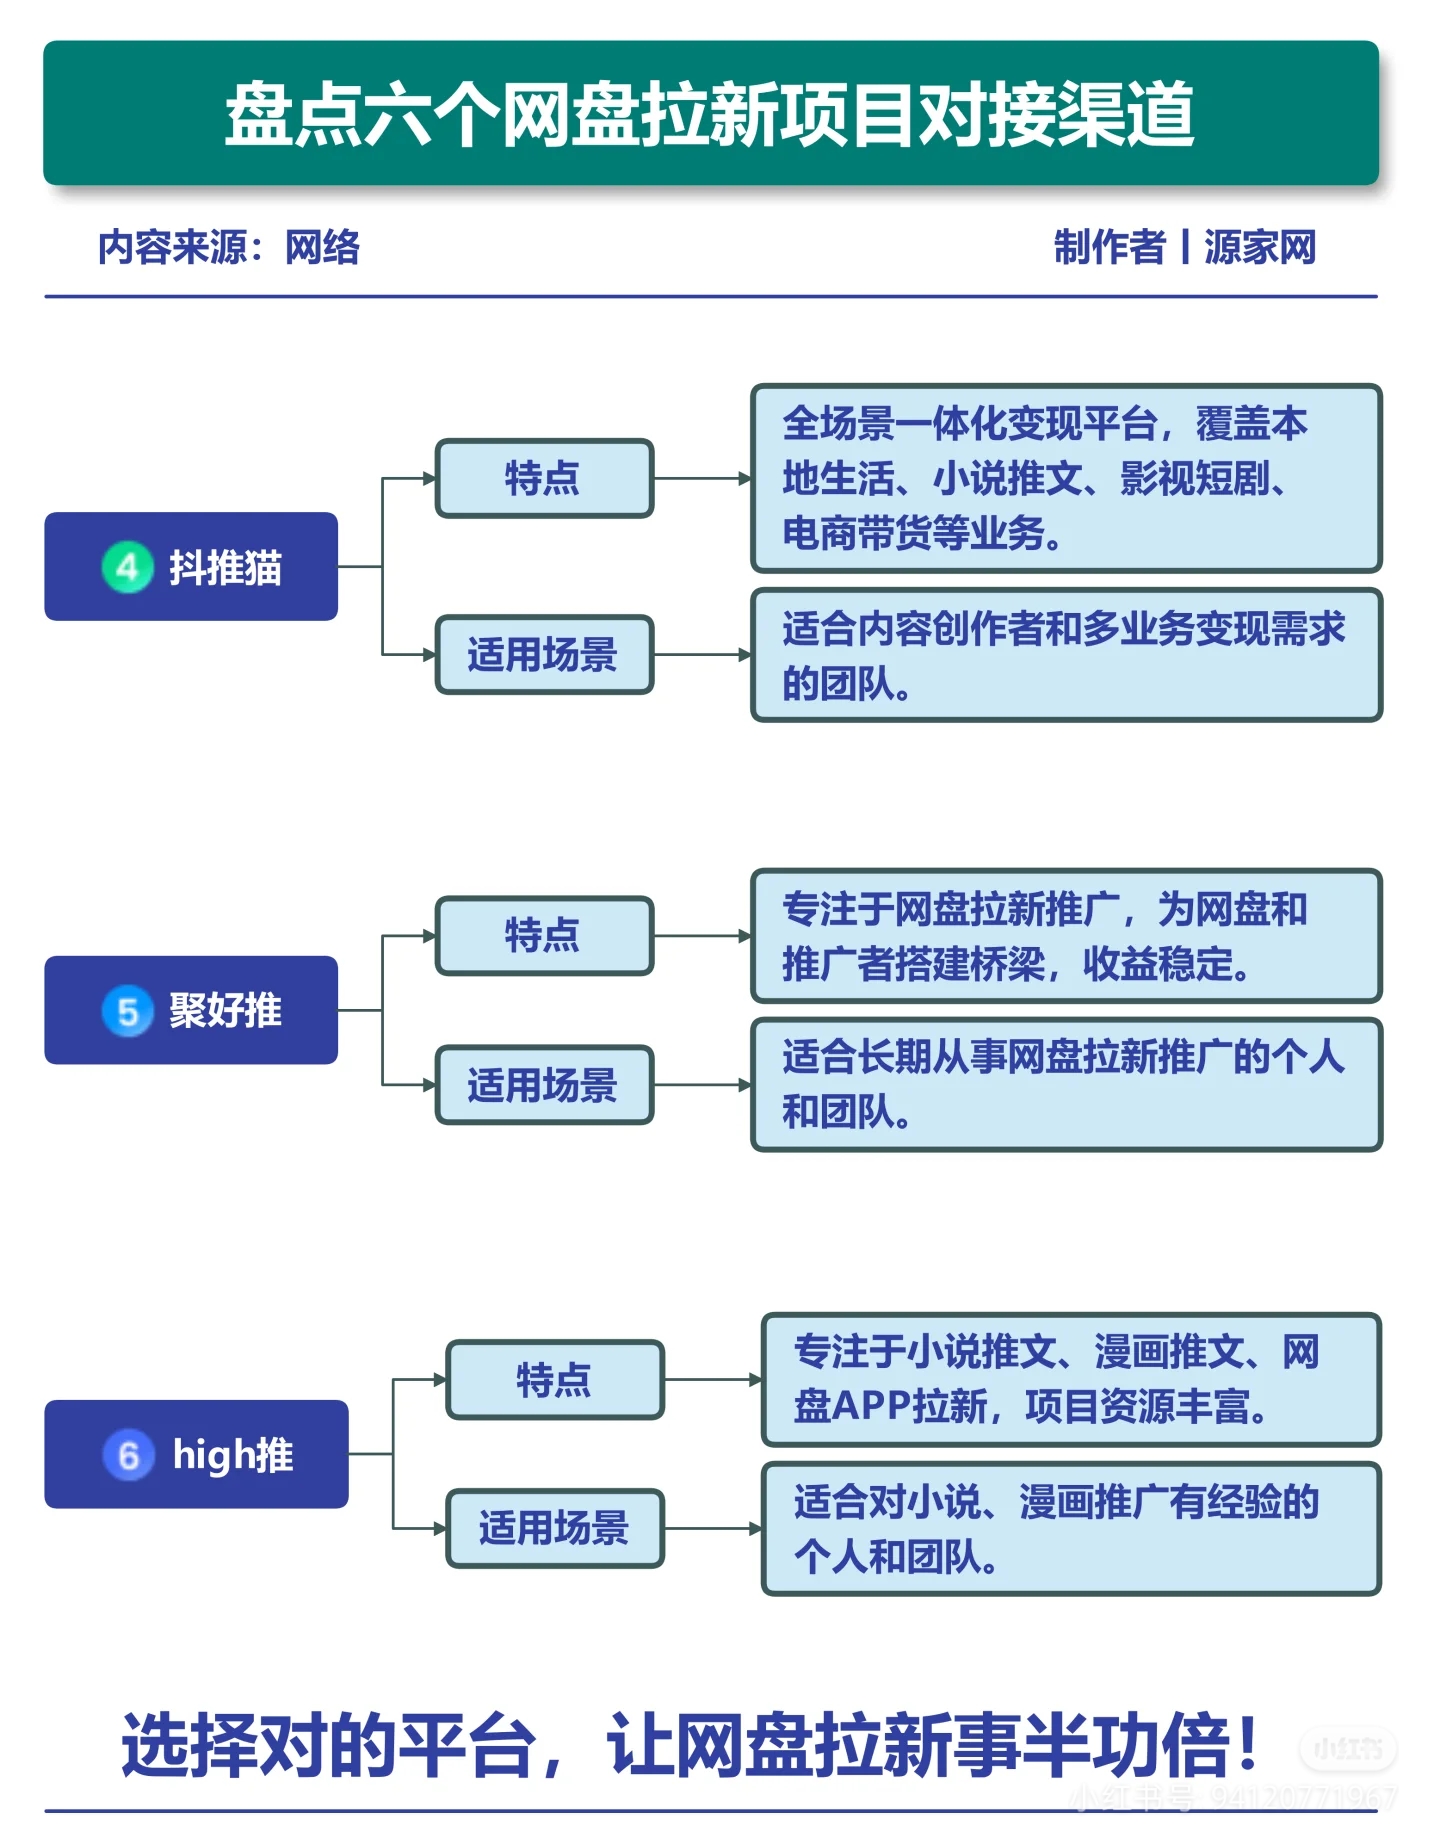 盘点六个网盘拉新项目对接渠道
内容来源：网络
制作者丨源家网
4 抖推猫
特点
全场景一体化变现平台，覆盖本
地生活、小说推文、影视短剧、
电商带货等业务。
适用场景
适合内容创作者和多业务变现需求
的团队。
5 聚好推
特点
专注于网盘拉新推广，为网盘和
推广者搭建桥梁，收益稳定。
适用场景
适合长期从事网盘拉新推广的个人
和团队。
6 high推
特点
专注于小说推文、漫画推文、网
盘APP拉新，项目资源丰富。
适用场景
适合对小说、漫画推广有经验的
个人和团队。
选择对的平台，让网盘拉新事半功倍！
小红书
小红书号 94120771967